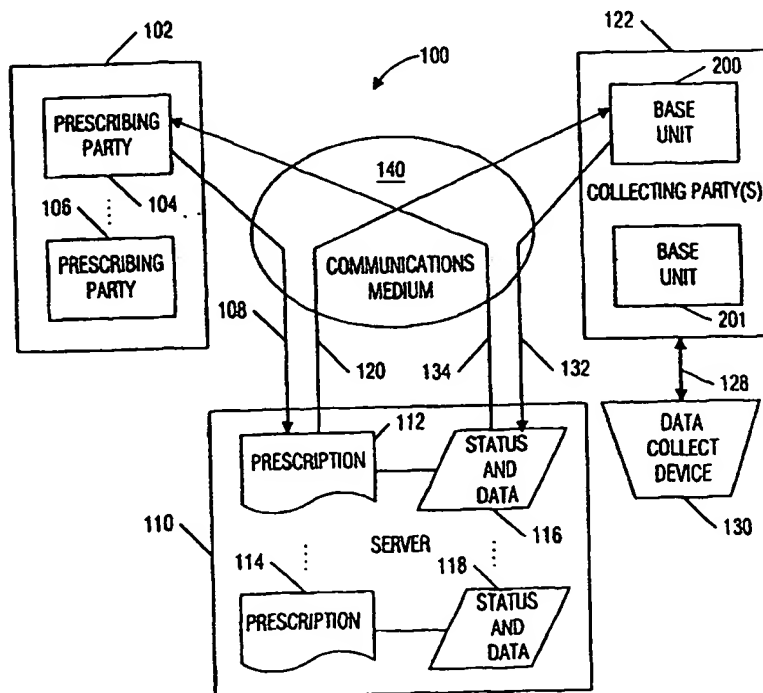 102
122
100
200
PRESCRIBING
PARTY
BASE
UNIT
140
104
106
COLLECTING PARTY(S)
PRESCRIBING
PARTY
COMMUNICATIONS
MEDIUM
BASE
UNIT
201
108
120
134
132
128
112
DATA
COLLECT
DEVICE
PRESCRIPTION
STATUS
AND
DATA
130
110
116
SERVER
114
118
PRESCRIPTION
STATUS
AND
DATA